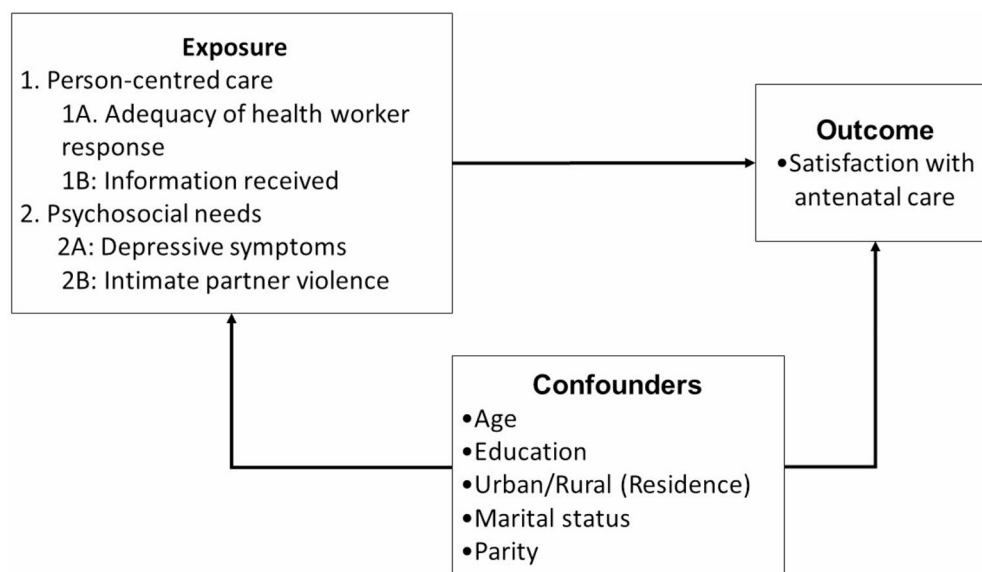 Exposure
1. Person-centred care
1A. Adequacy of health worker
response
1B: Information received
2. Psychosocial needs
2A: Depressive symptoms
2B: Intimate partner violence
Outcome
•Satisfaction with
antenatal care
Confounders
•Age
•Education
•Urban/Rural (Residence)
•Marital status
•Parity